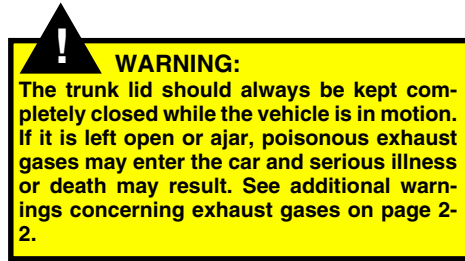 ! WARNING:
The trunk lid should always be kept com-
pletely closed while the vehicle is in motion.
If it is left open or ajar, poisonous exhaust
gases may enter the car and serious illness
or death may result. See additional warn-
ings concerning exhaust gases on page 2-
2.